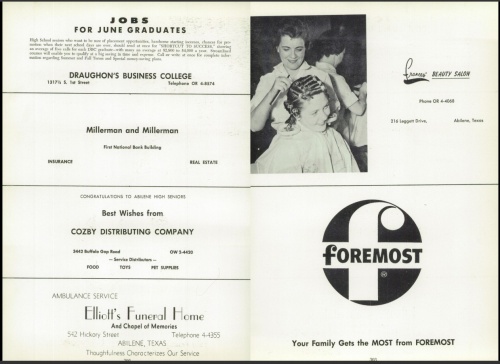 JOBS
FOR JUNE GRADUATES
DRAUGHON'S BUSINESS COLLEGE
1317½ S. 1st Street Telephone OR 4-8574
Millerman and Millerman
First National Bank Building
INSURANCE REAL ESTATE
CONGRATULATIONS TO ABILENE HIGH SENIORS
Best Wishes from
COZBY DISTRIBUTING COMPANY
3442 Buffalo Gap Road OW 5-4450
— Service Distributors —
FOOD TOYS PET SUPPLIES
AMBULANCE SERVICE
Elliott's Funeral Home
And Chapel of Memories
542 Hickory Street Telephone 4-4355
ABILENE, TEXAS
Thoughtfulness Characterizes Our Service
BEAUTY SALON
Phone OR 4-4060
216 Leggett Drive, Abilene, Texas
f
FOREMOST
®
Your Family Gets the MOST from FOREMOST